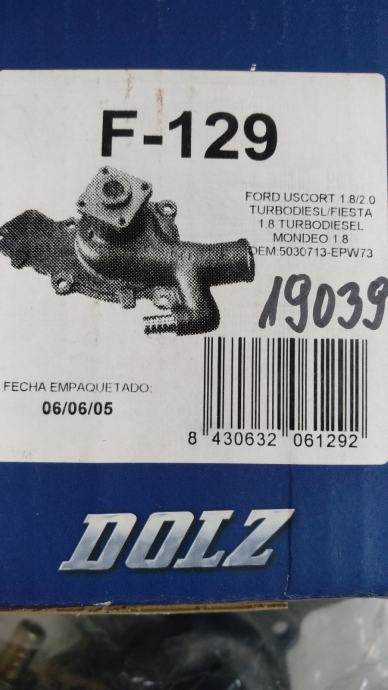 F-129
FORD USCORT 1.8/2.0
TURBODIESL/FIESTA
1.8 TURBODIESEL
MONDEO 1.8
OEM:5030713-EPW73
19039
FECHA EMPAQUETADO:
06/06/05
8 430632 061292
DOLZ